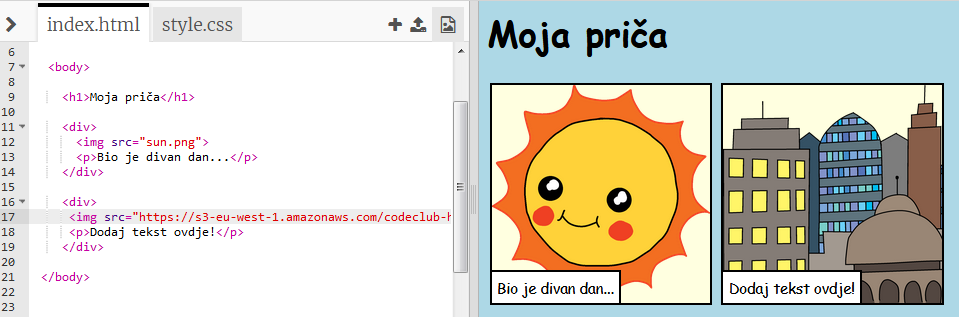 index.html style.css
6
7 <body>
8
9 <h1>Moja priča</h1>
10
11 <div>
12 <img src="sun.png">
13 <p>Bio je divan dan...</p>
14 </div>
15
16 <div>
17 <img src="https://s3-eu-west-1.amazonaws.com/codeclub-h
18 <p>Dodaj tekst ovdje!</p>
19 </div>
20
21 </body>
22
23
Moja priča
Bio je divan dan...
Dodaj tekst ovdje!